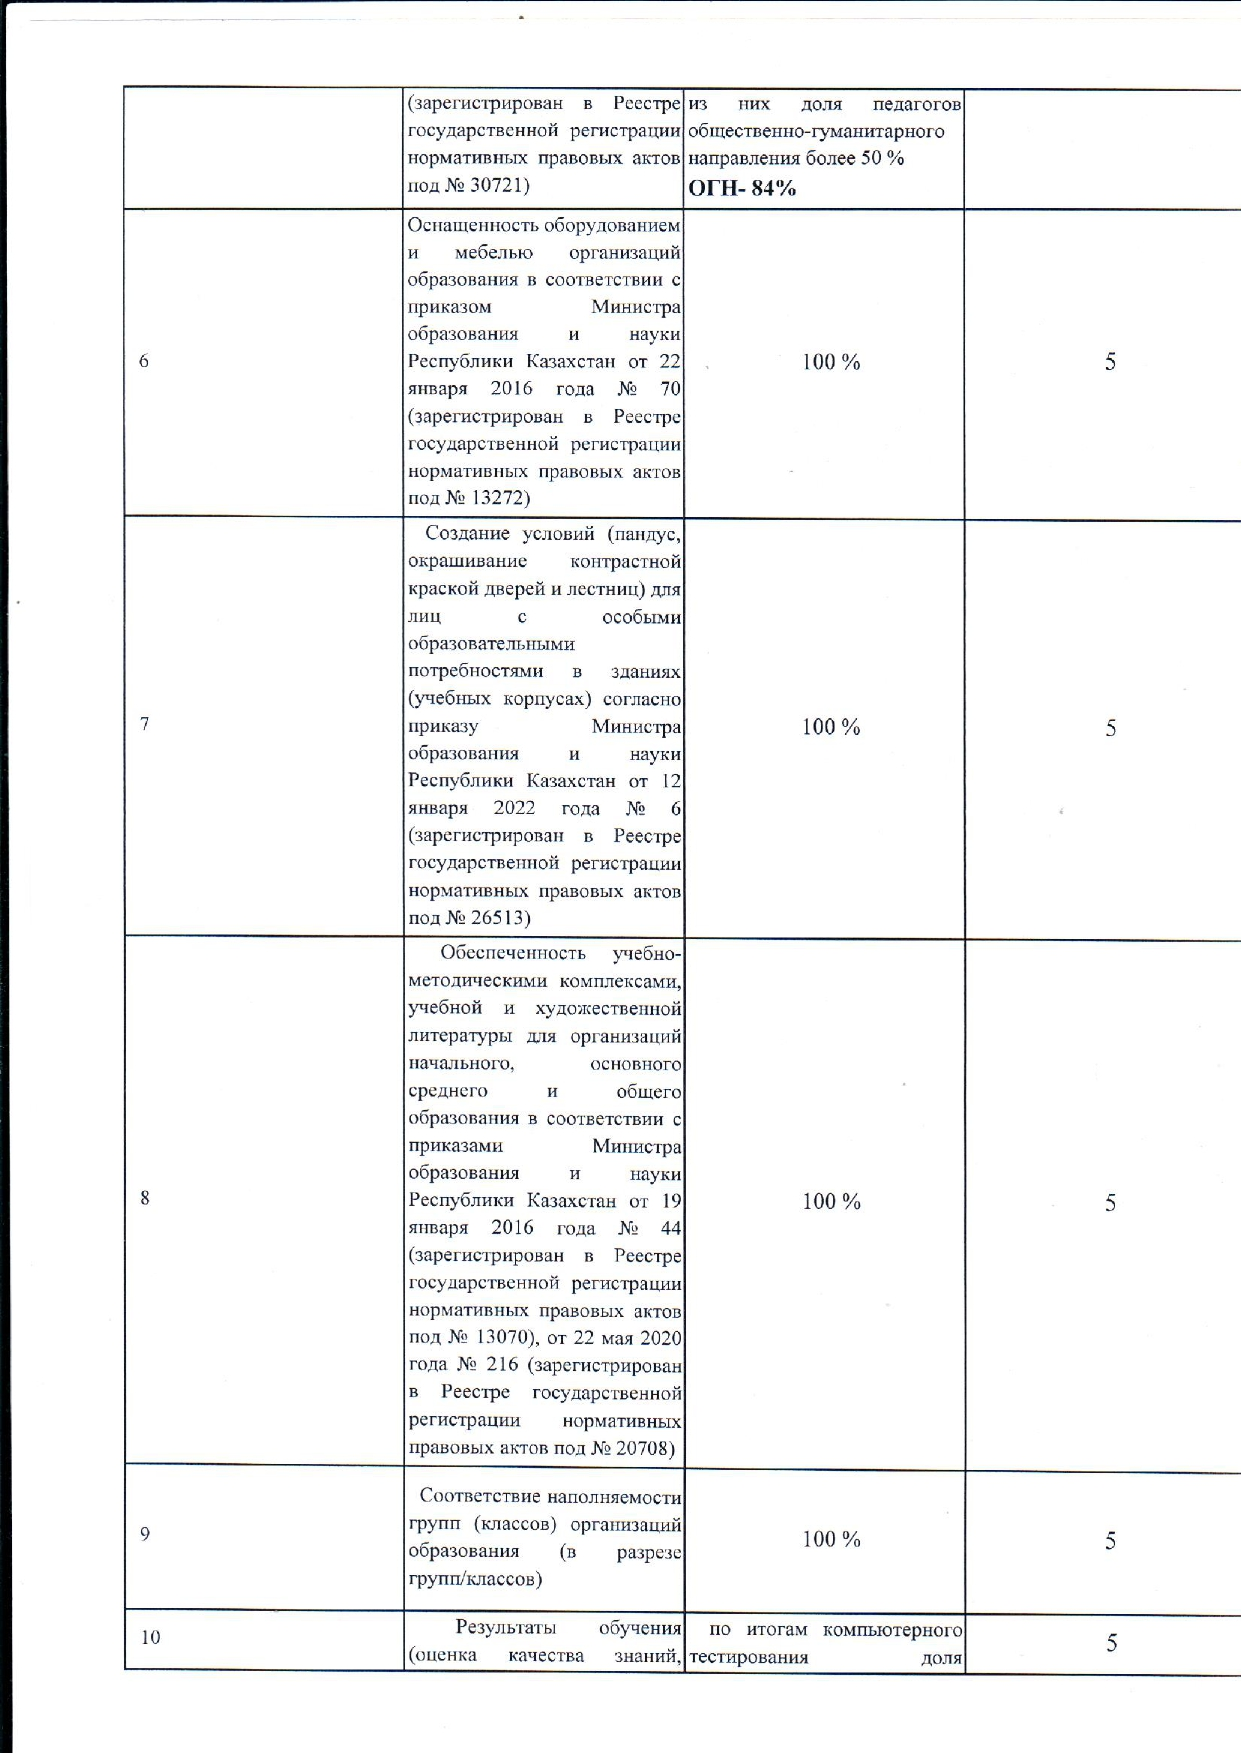 (зарегистрирован в Реестре
государственной регистрации
нормативных правовых актов
под № 30721)
из них доля педагогов
общественно-гуманитарного
направления более 50 %
ОГН- 84%
6
Оснащенность оборудованием
и мебелью организаций
образования в соответствии с
приказом Министра
образования и науки
Республики Казахстан от 22
января 2016 года № 70
(зарегистрирован в Реестре
государственной регистрации
нормативных правовых актов
под № 13272)
100 %
5
7
Создание условий (пандус,
окрашивание контрастной
краской дверей и лестниц) для
лиц с особыми
образовательными
потребностями в зданиях
(учебных корпусах) согласно
приказу Министра
образования и науки
Республики Казахстан от 12
января 2022 года № 6
(зарегистрирован в Реестре
государственной регистрации
нормативных правовых актов
под № 26513)
100 %
5
8
Обеспеченность учебно-
методическими комплексами,
учебной и художественной
литературы для организаций
начального, основного
среднего и общего
образования в соответствии с
приказами Министра
образования и науки
Республики Казахстан от 19
января 2016 года № 44
(зарегистрирован в Реестре
государственной регистрации
нормативных правовых актов
под № 13070), от 22 мая 2020
года № 216 (зарегистрирован
в Реестре государственной
регистрации нормативных
правовых актов под № 20708)
100 %
5
9
Соответствие наполняемости
групп (классов) организаций
образования (в разрезе
групп/классов)
100 %
5
10
Результаты обучения
(оценка качества знаний,
по итогам компьютерного
тестирования доля
5